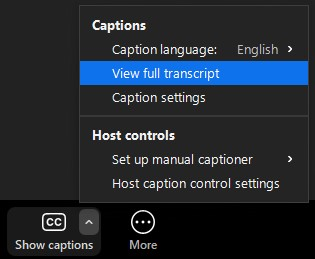 Captions
Caption language: English
View full transcript
Caption settings
Host controls
Set up manual captioner
Host caption control settings
CC
Show captions
More